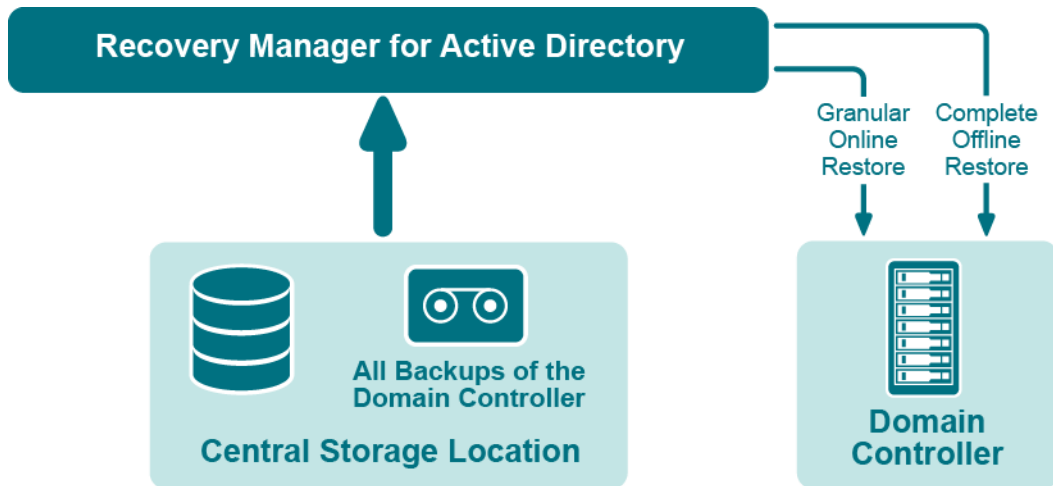 Recovery Manager for Active Directory
Granular
Online
Restore
Complete
Offline
Restore
All Backups of the
Domain Controller
Central Storage Location
Domain
Controller